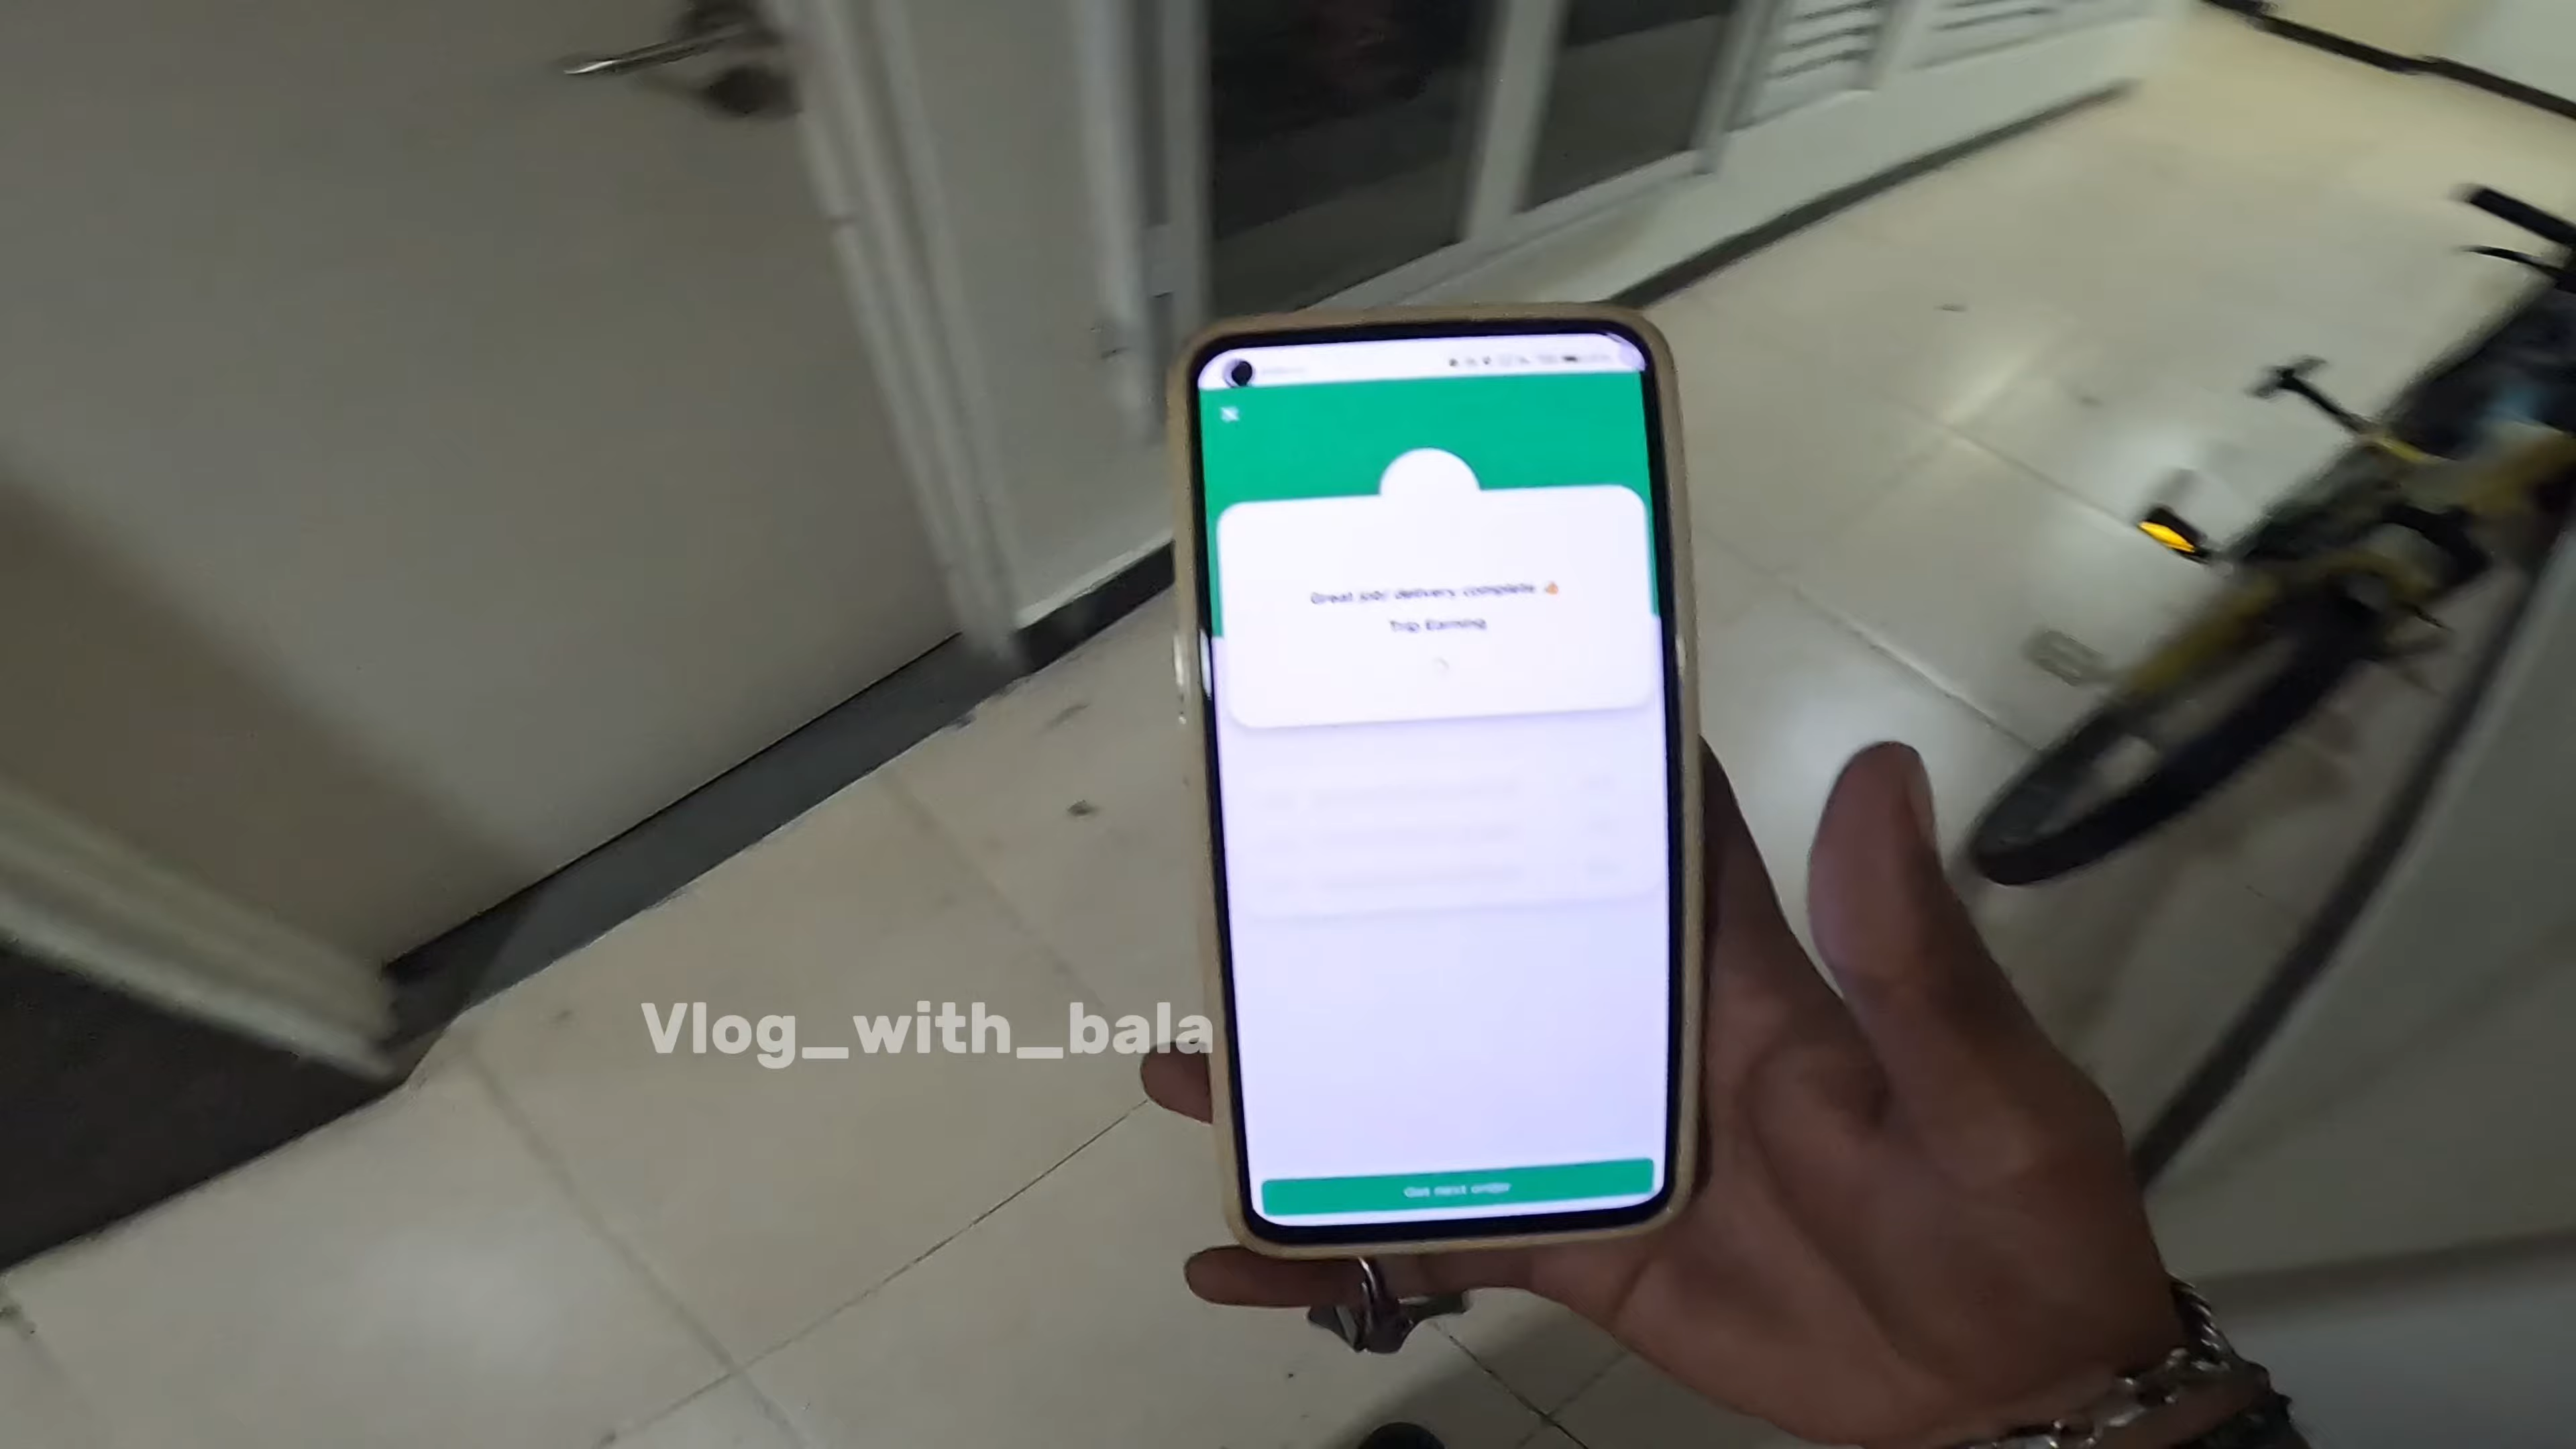 Great job! delivery complete 👍
Trip Earning
Vlog_with_bala
Get next order